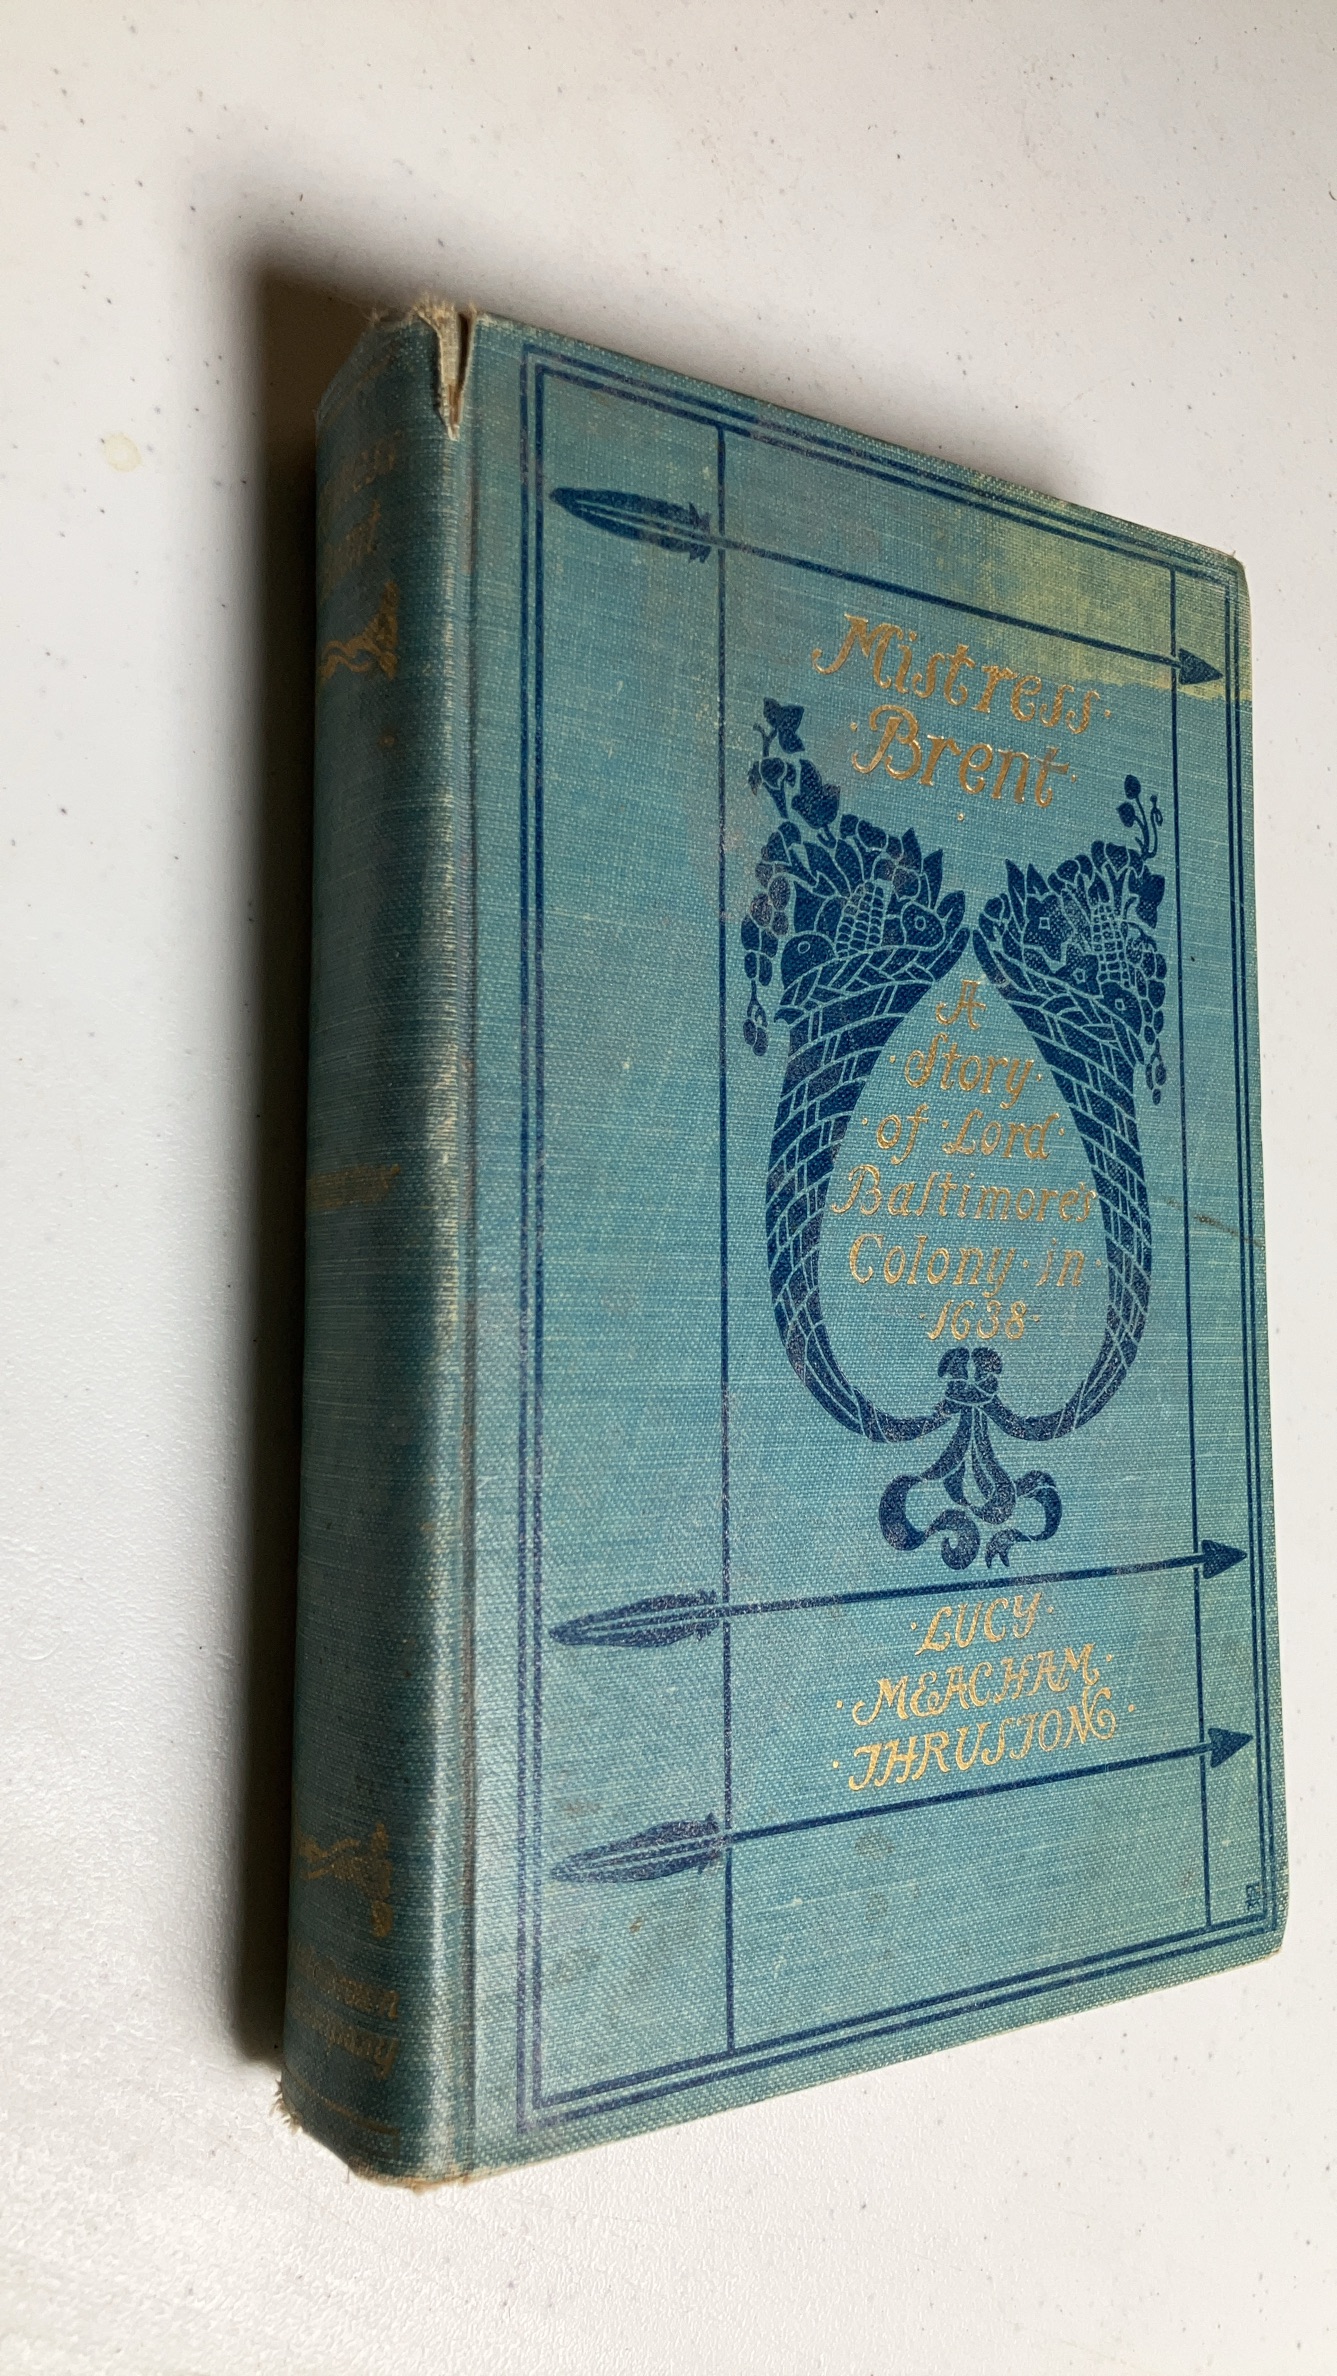 Mistress
·Brent·
A
·Story·
·of·Lord·
Baltimore's
Colony·in·
·1638·
·LUCY·
·MEACHAM·
·THRUSTON·